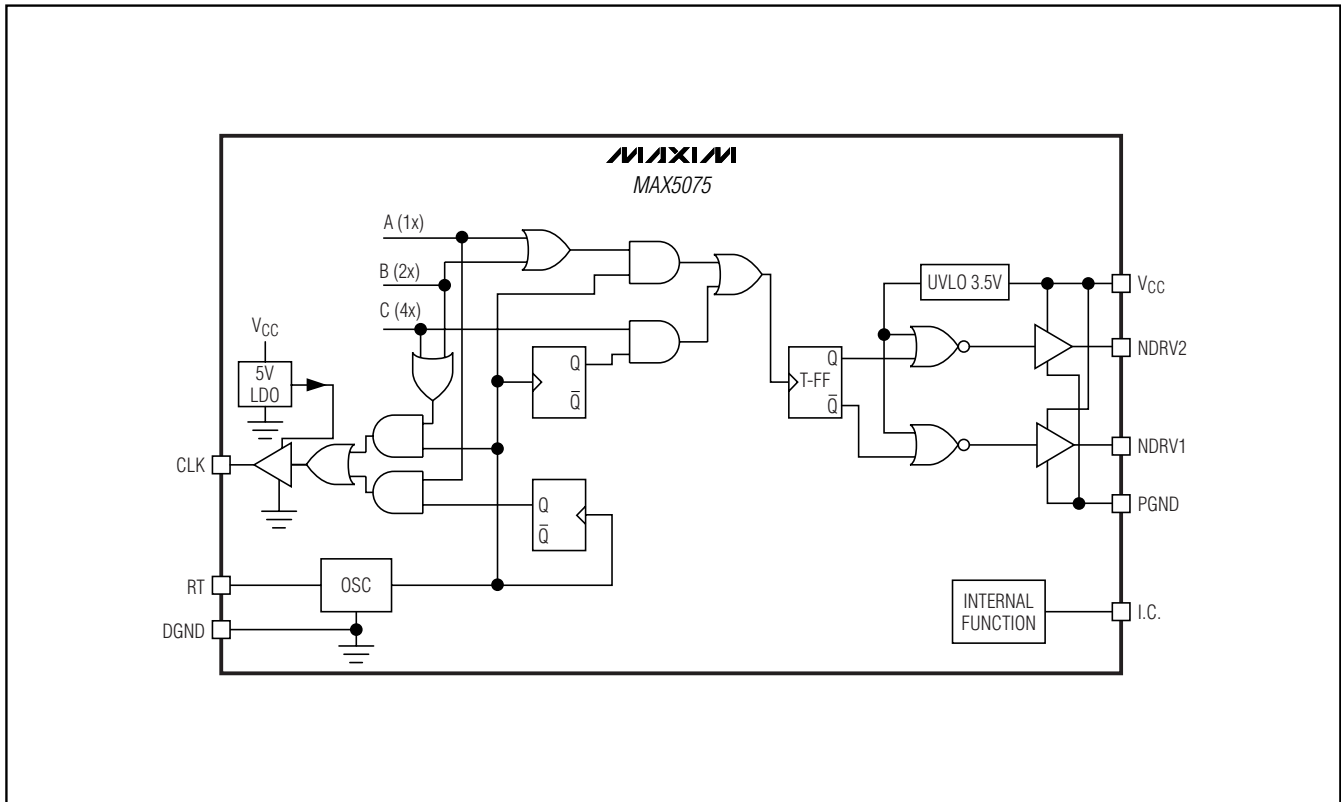 MAXIM
MAX5075
A (1x)
B (2x)
C (4x)
VCC
5V
LDO
CLK
RT
DGND
OSC
Q
Q̅
Q
Q̅
T-FF
Q
Q̅
UVLO 3.5V
VCC
NDRV2
NDRV1
PGND
INTERNAL
FUNCTION
I.C.